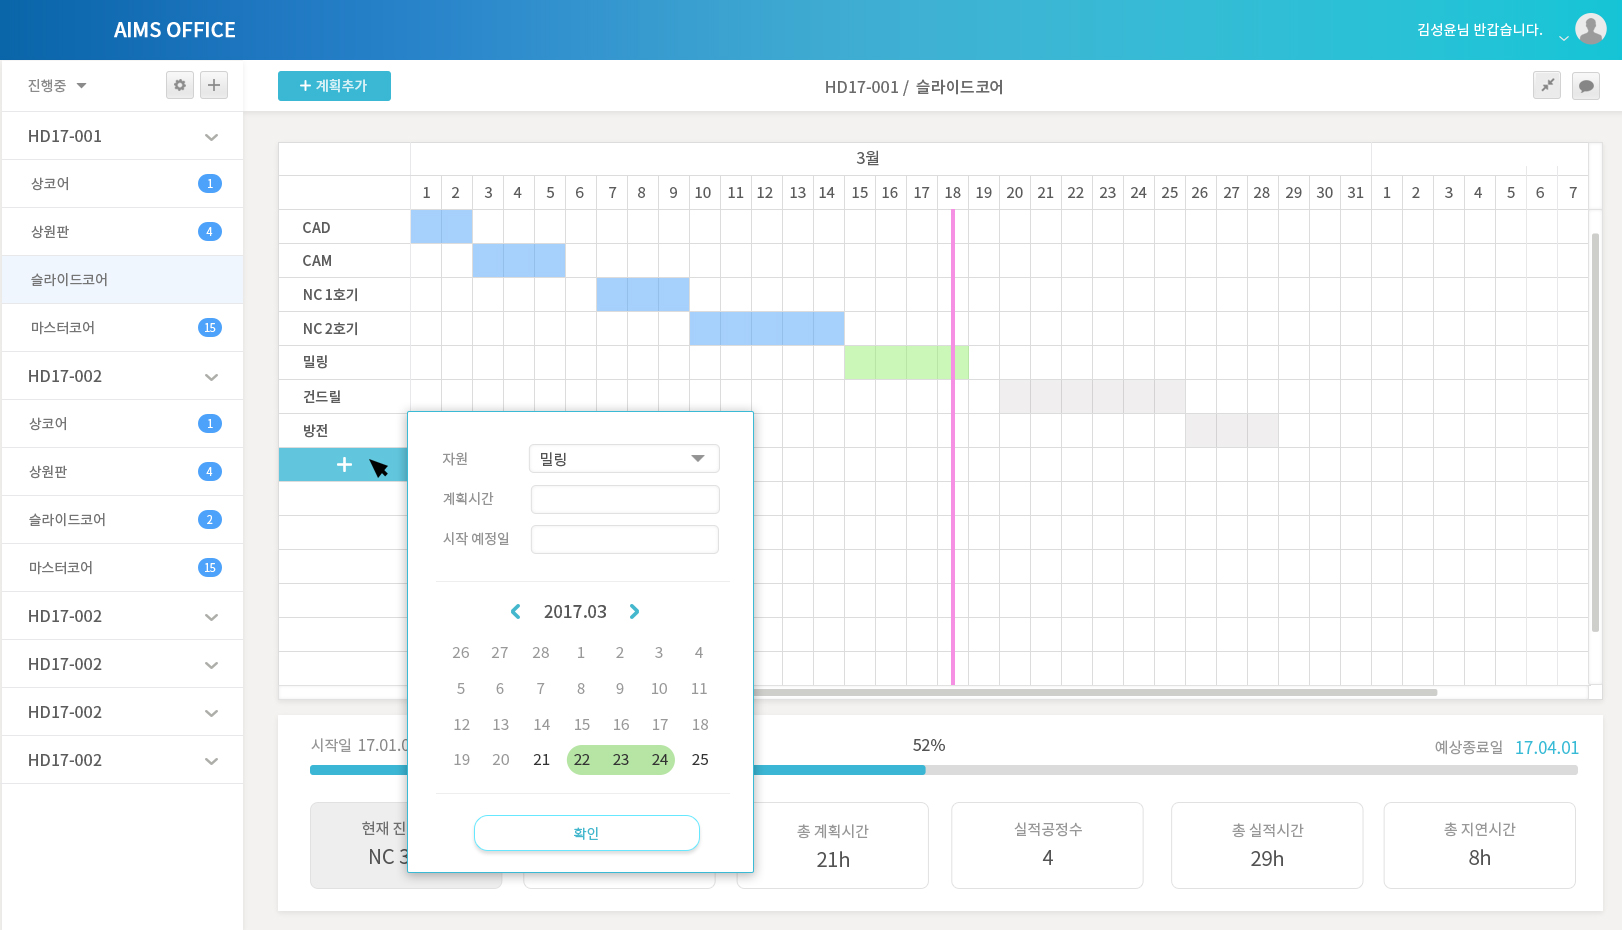 AIMS OFFICE
김성윤님 반갑습니다.
진행중
+ 계획추가
HD17-001 / 슬라이드코어
HD17-001
상코어 1
상원판 4
슬라이드코어
마스터코어 15
HD17-002
상코어 1
상원판 4
슬라이드코어 2
마스터코어 15
HD17-002
HD17-002
HD17-002
HD17-002
3월
1 2 3 4 5 6 7 8 9 10 11 12 13 14 15 16 17 18 19 20 21 22 23 24 25 26 27 28 29 30 31 1 2 3 4 5 6 7
CAD
CAM
NC 1호기
NC 2호기
밀링
건드릴
방전
+
자원 밀링
계획시간
시작 예정일
2017.03
26 27 28 1 2 3 4
5 6 7 8 9 10 11
12 13 14 15 16 17 18
19 20 21 22 23 24 25
확인
시작일 17.01.0
52%
예상종료일 17.04.01
현재 진
NC 3
총 계획시간
21h
실적공정수
4
총 실적시간
29h
총 지연시간
8h